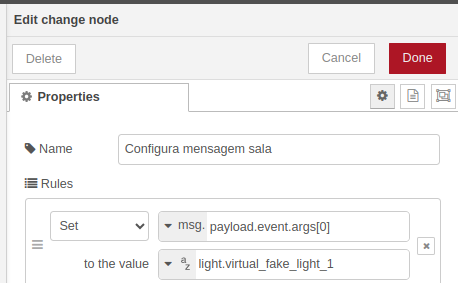 Edit change node
Delete
Cancel
Done
Properties
Name
Configura mensagem sala
Rules
Set
msg. payload.event.args[0]
to the value
az light.virtual_fake_light_1